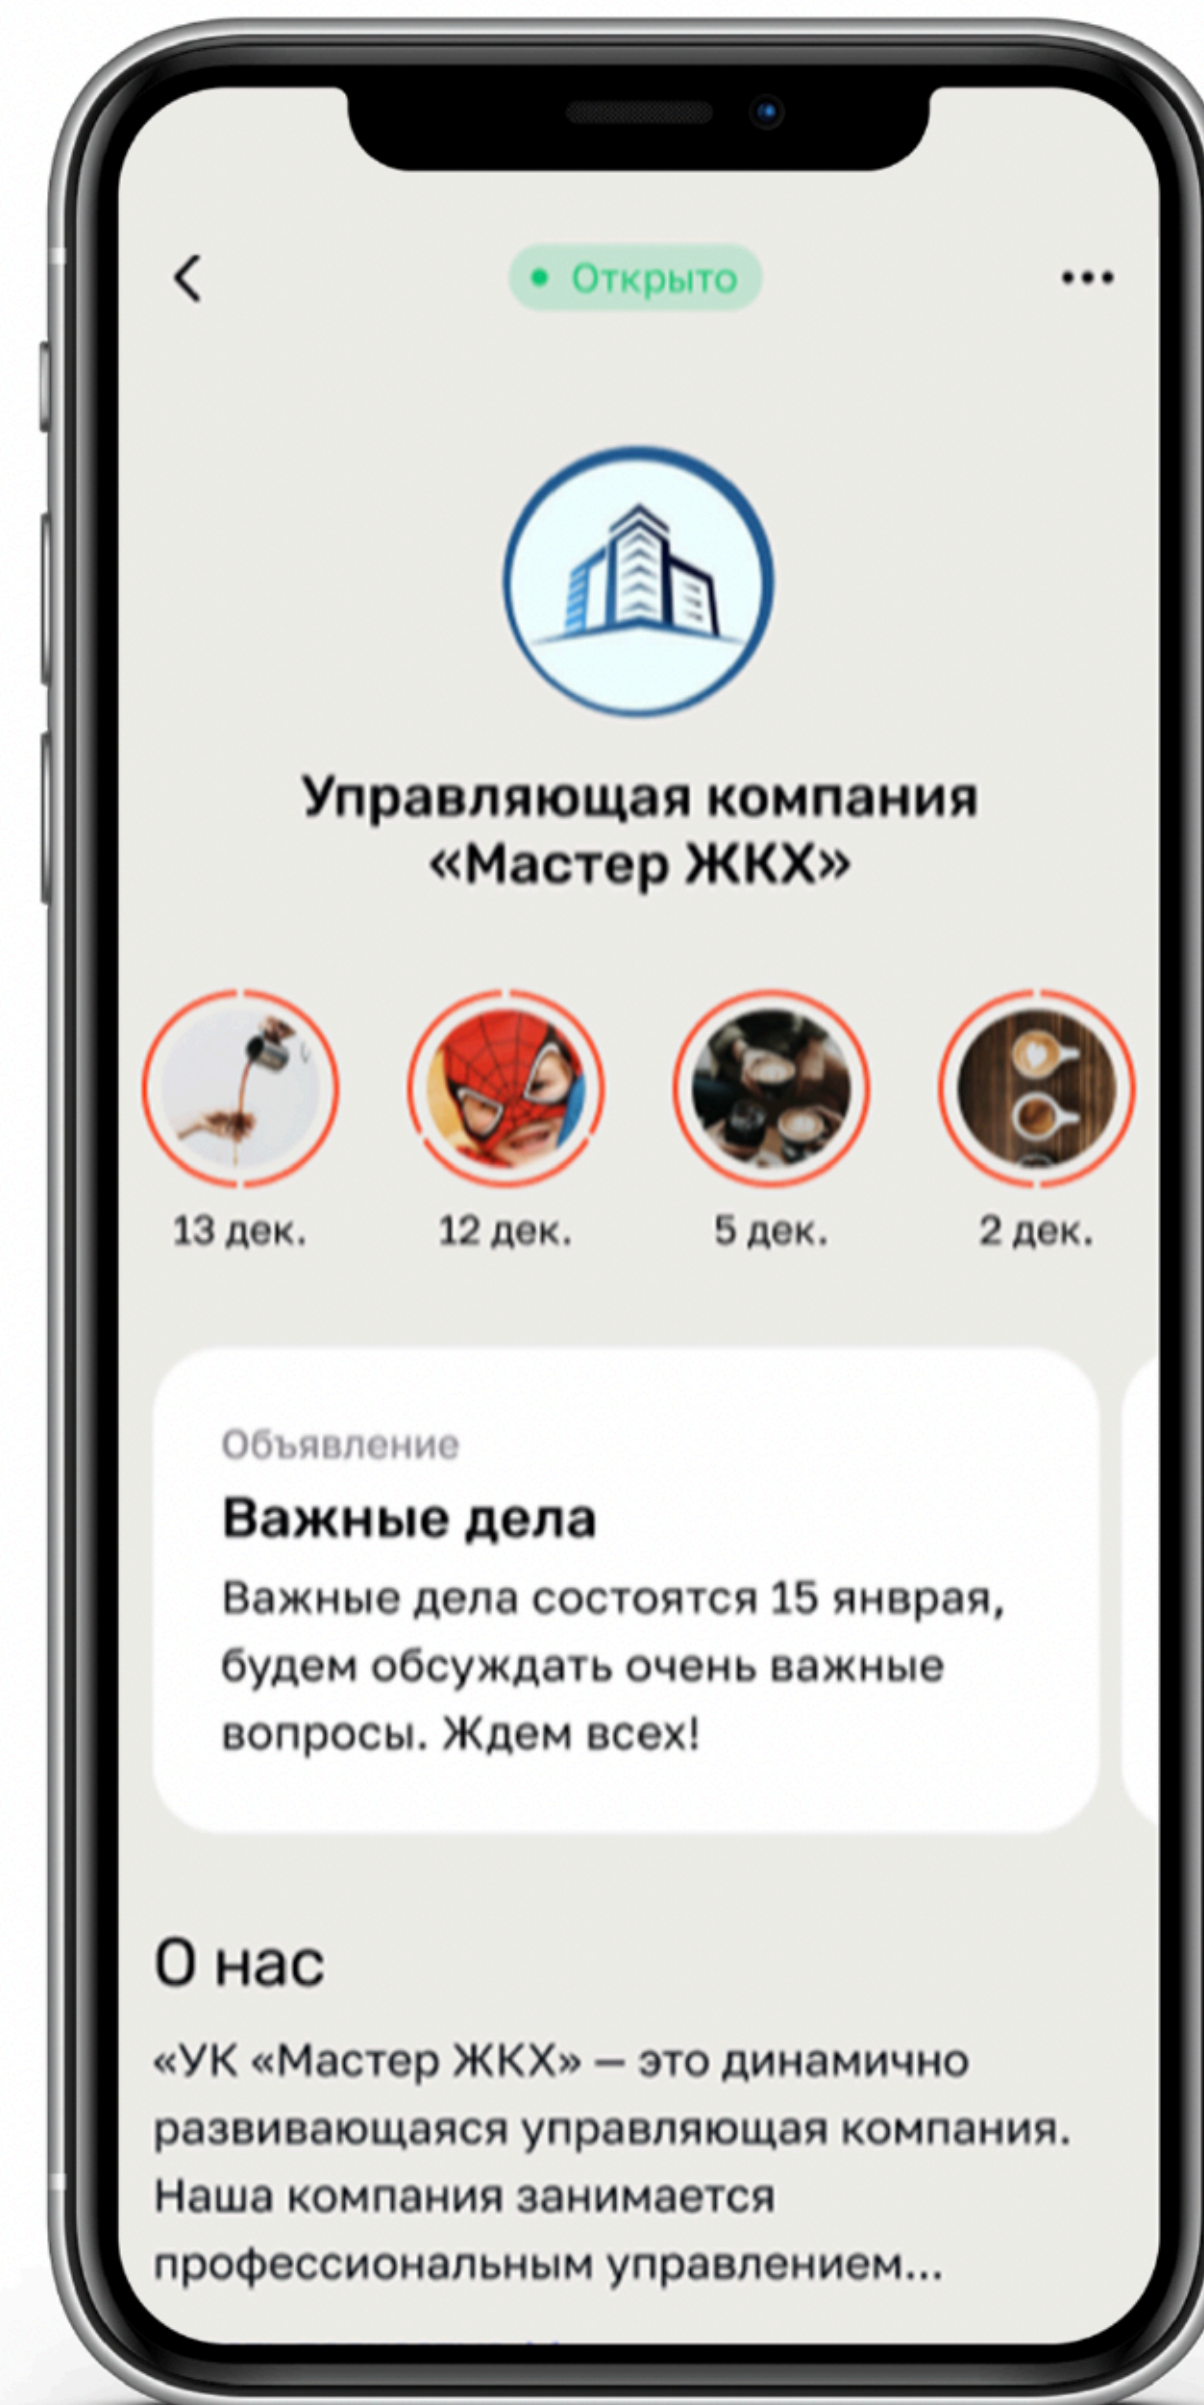 Открыто
Управляющая компания
«Мастер ЖКХ»
13 дек.
12 дек.
5 дек.
2 дек.
Объявление
Важные дела
Важные дела состоятся 15 янврая,
будем обсуждать очень важные
вопросы. Ждем всех!
О нас
«УК «Мастер ЖКХ» – это динамично
развивающаяся управляющая компания.
Наша компания занимается
профессиональным управлением...